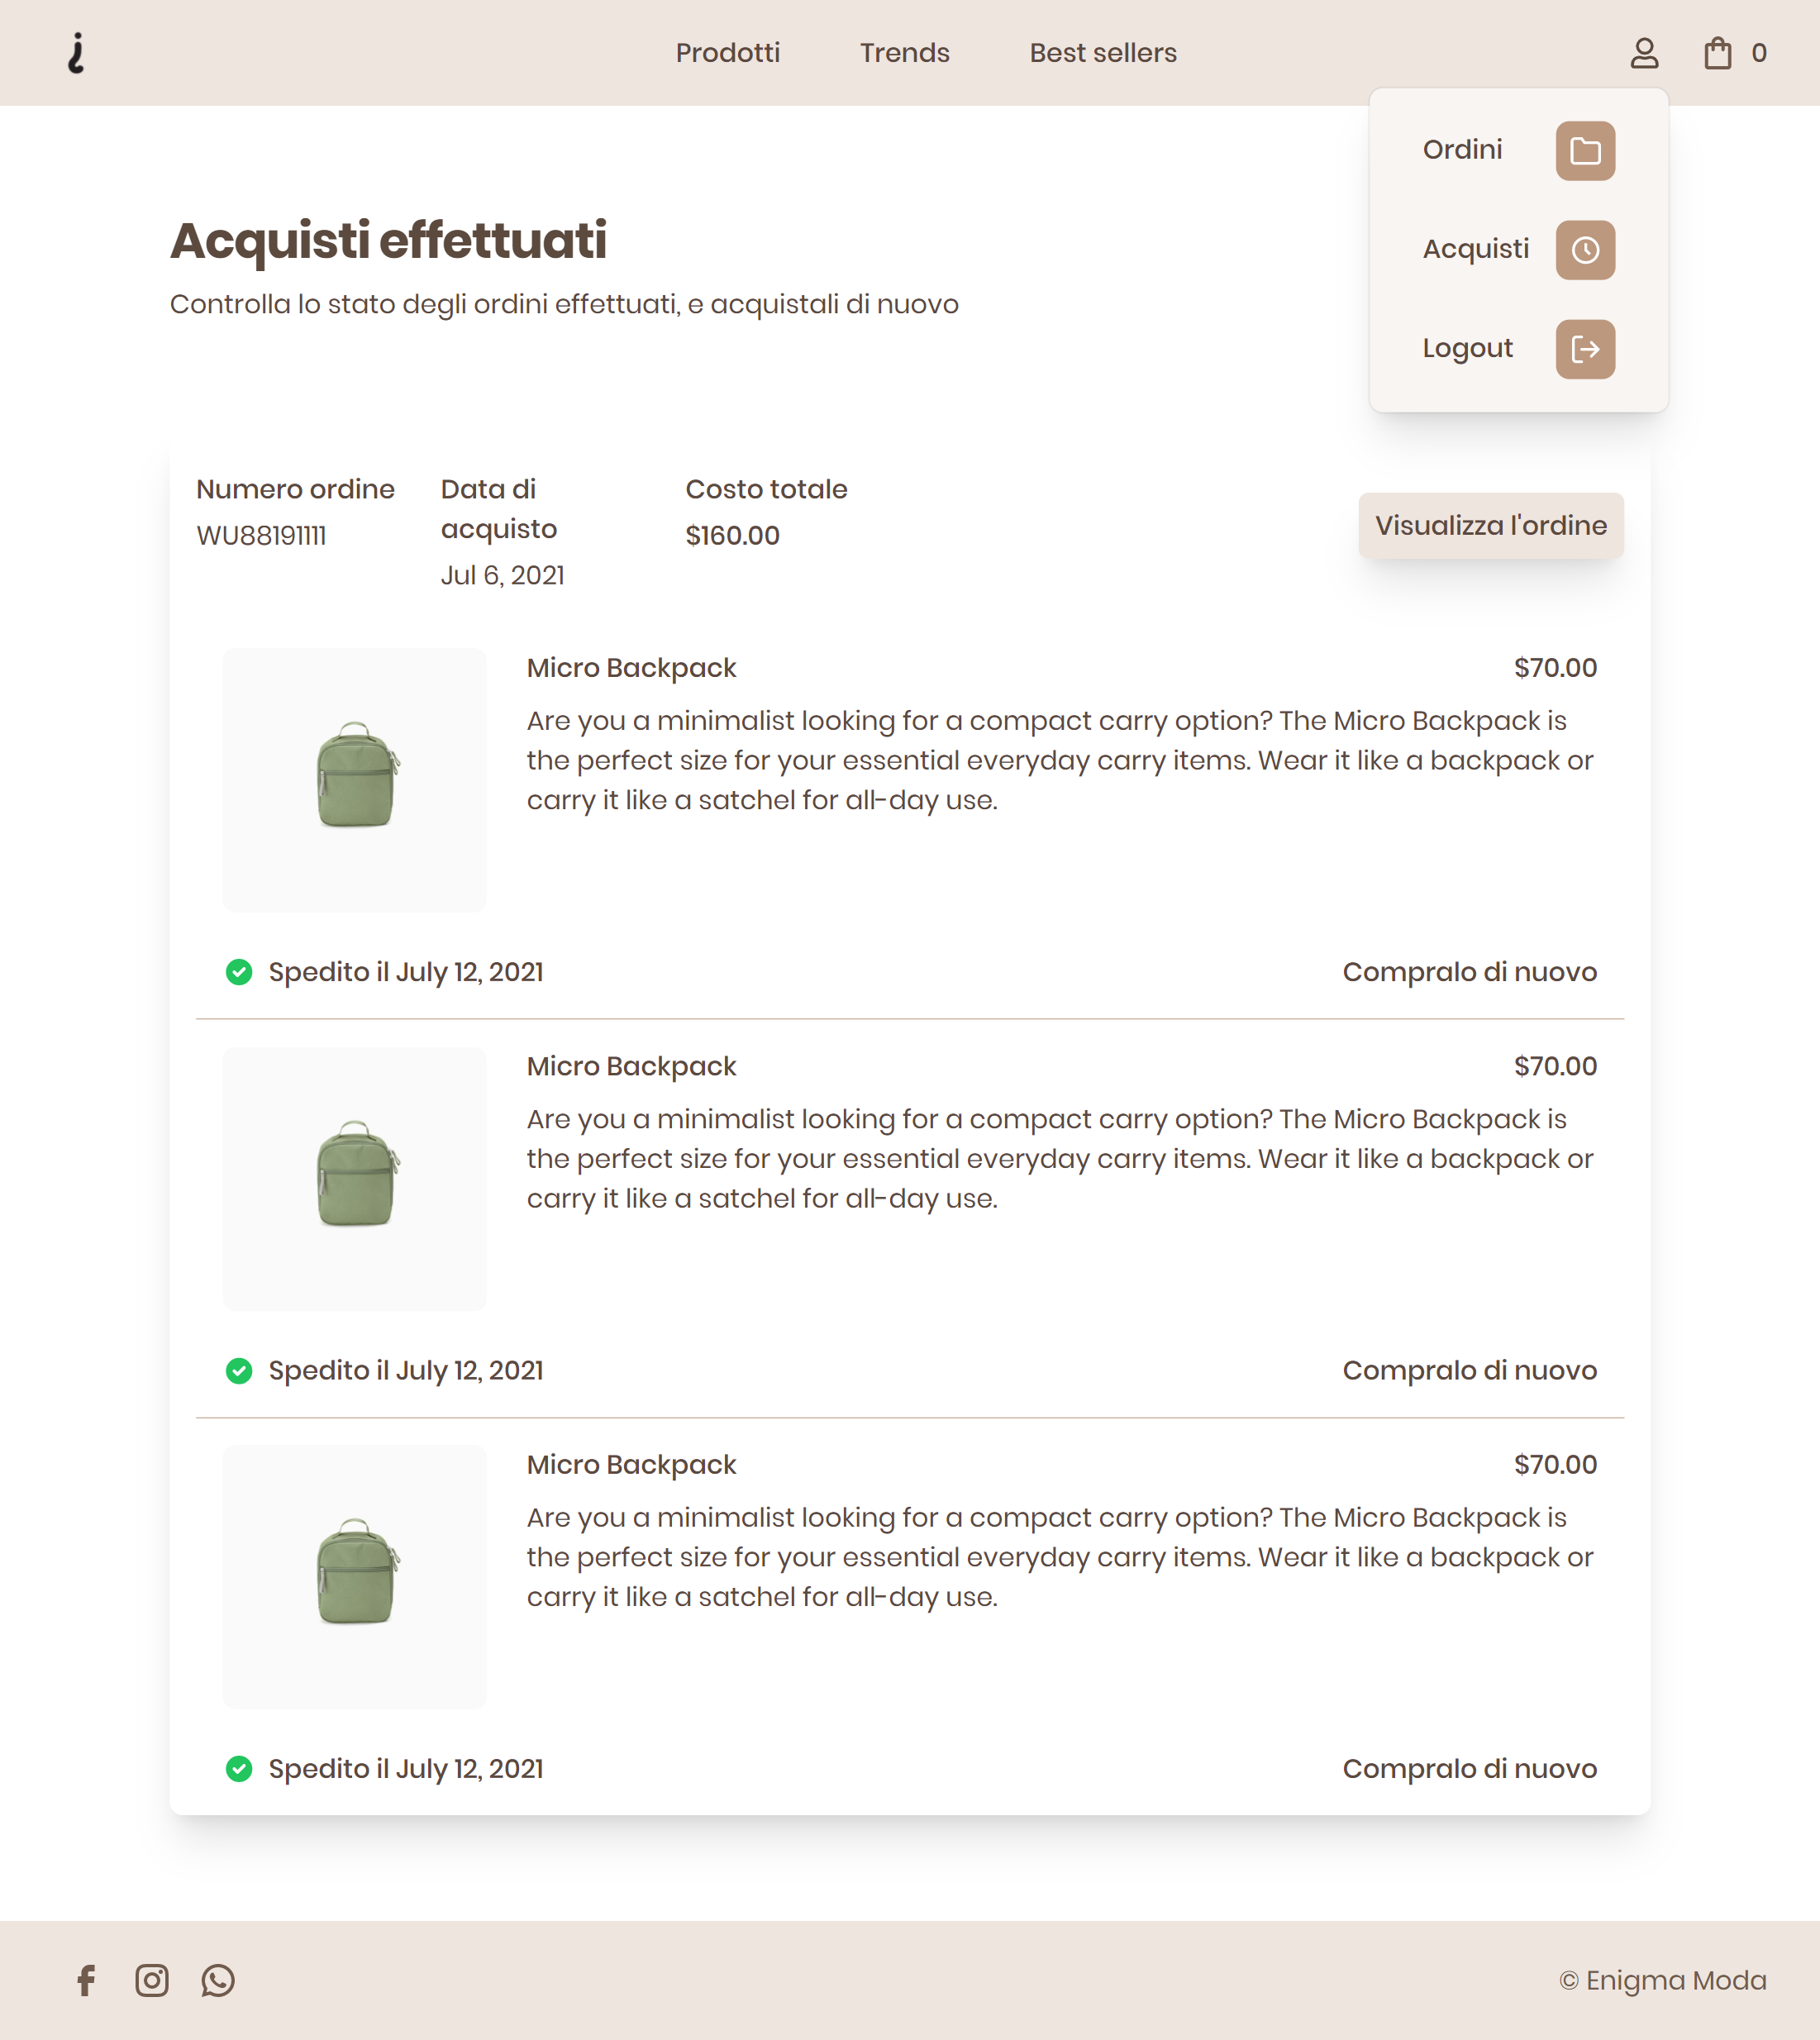 ¿
Prodotti
Trends
Best sellers
0
Ordini
Acquisti
Logout
Acquisti effettuati
Controlla lo stato degli ordini effettuati, e acquistali di nuovo
Numero ordine
WU88191111
Data di
acquisto
Jul 6, 2021
Costo totale
$160.00
Visualizza l'ordine
Micro Backpack
$70.00
Are you a minimalist looking for a compact carry option? The Micro Backpack is
the perfect size for your essential everyday carry items. Wear it like a backpack or
carry it like a satchel for all-day use.
Spedito il July 12, 2021
Compralo di nuovo
Micro Backpack
$70.00
Are you a minimalist looking for a compact carry option? The Micro Backpack is
the perfect size for your essential everyday carry items. Wear it like a backpack or
carry it like a satchel for all-day use.
Spedito il July 12, 2021
Compralo di nuovo
Micro Backpack
$70.00
Are you a minimalist looking for a compact carry option? The Micro Backpack is
the perfect size for your essential everyday carry items. Wear it like a backpack or
carry it like a satchel for all-day use.
Spedito il July 12, 2021
Compralo di nuovo
© Enigma Moda